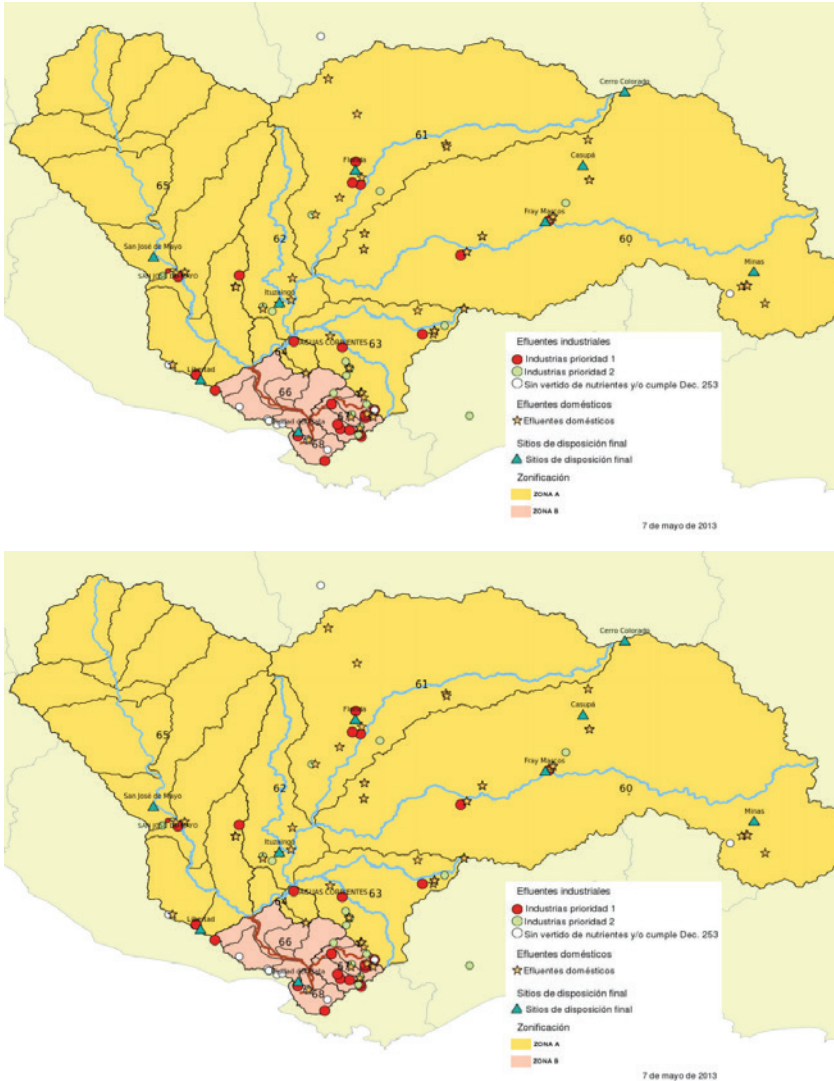 Cerro Colorado
61
Florida
Casupá
65
Fray Marcos
62
60
San José de Mayo
Minas
Ituzaingó
AGUAS CORRIENTES
63
64
Libertad
66
68
Efluentes industriales
Industrias prioridad 1
Industrias prioridad 2
Sin vertido de nutrientes y/o cumple Dec. 253
Efluentes domésticos
Efluentes domésticos
Sitios de disposición final
Sitios de disposición final
Zonificación
ZONA A
ZONA B
7 de mayo de 2013
Cerro Colorado
61
Florida
Casupá
65
Fray Marcos
62
60
San José de Mayo
Minas
Ituzaingó
AGUAS CORRIENTES
63
64
Libertad
66
68
Efluentes industriales
Industrias prioridad 1
Industrias prioridad 2
Sin vertido de nutrientes y/o cumple Dec. 253
Efluentes domésticos
Efluentes domésticos
Sitios de disposición final
Sitios de disposición final
Zonificación
ZONA A
ZONA B
7 de mayo de 2013